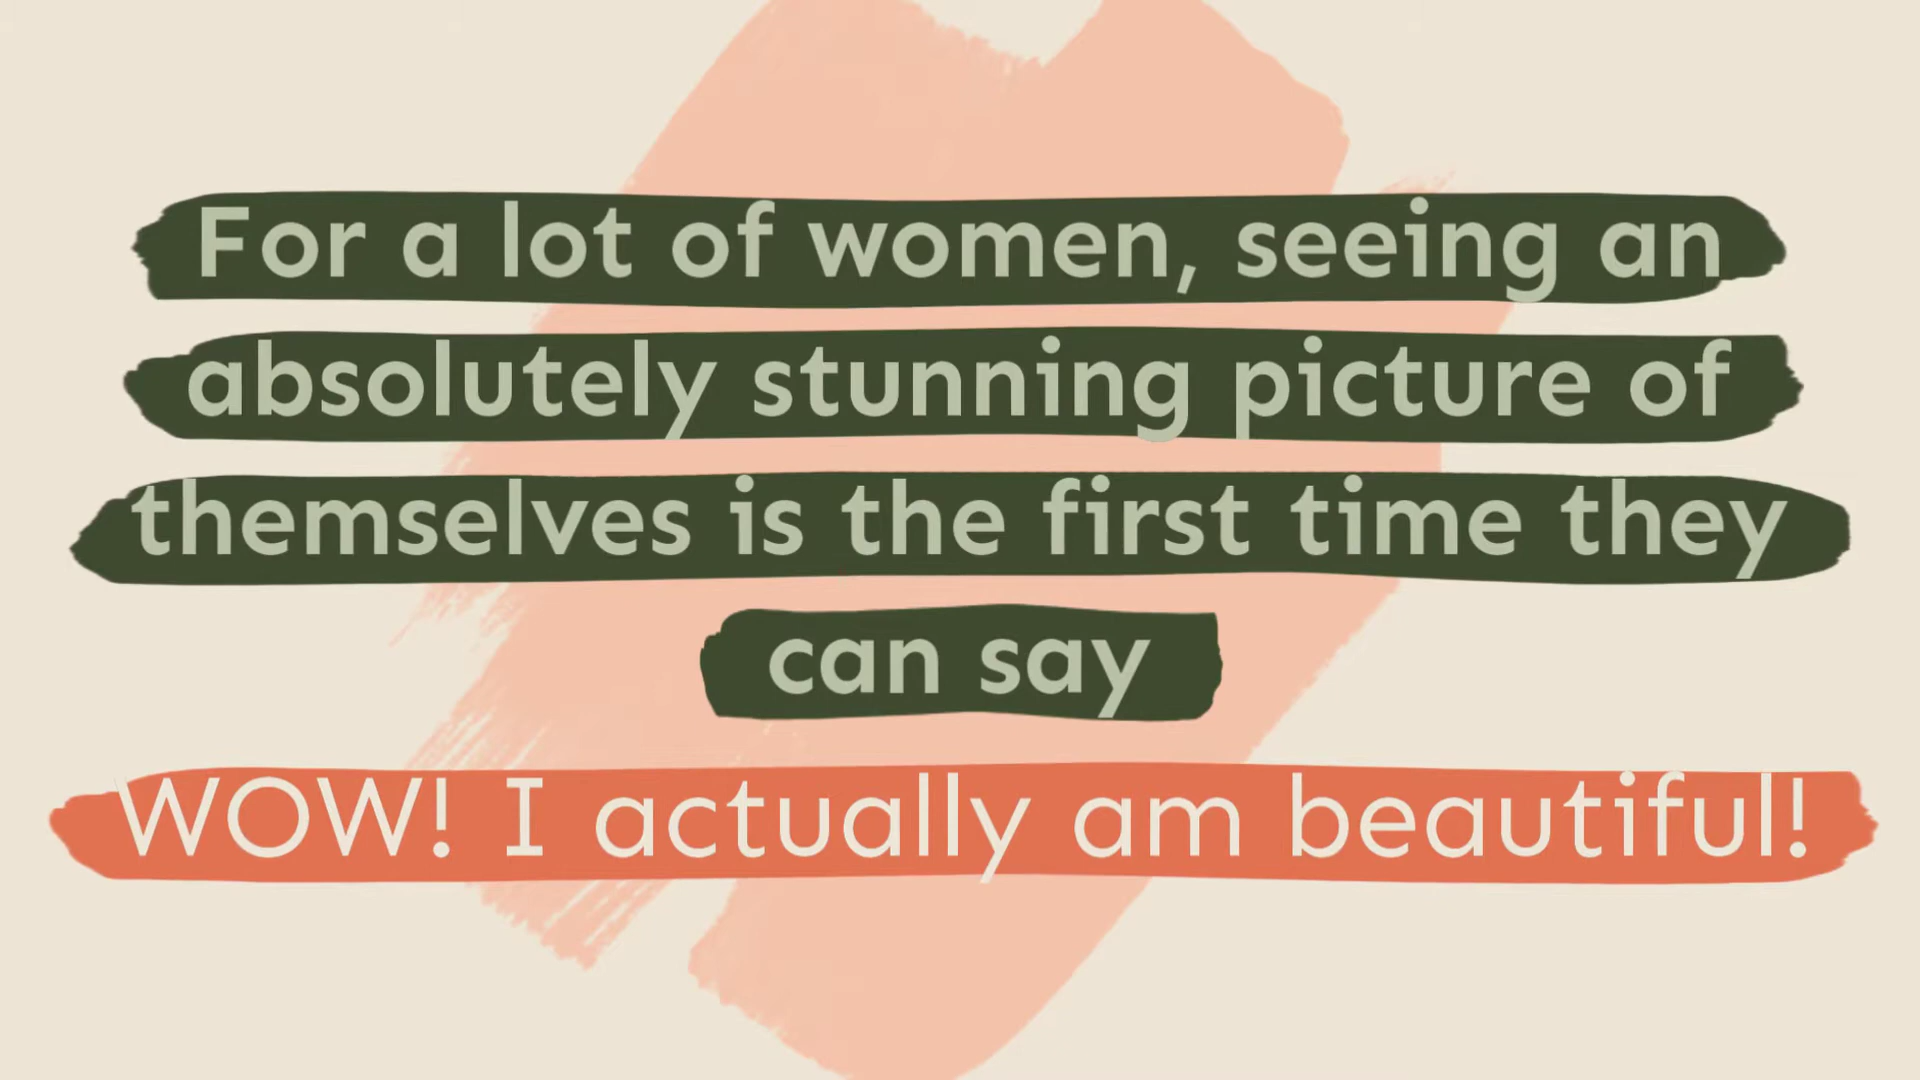 For a lot of women, seeing an
absolutely stunning picture of
themselves is the first time they
can say
WOW! I actually am beautiful!